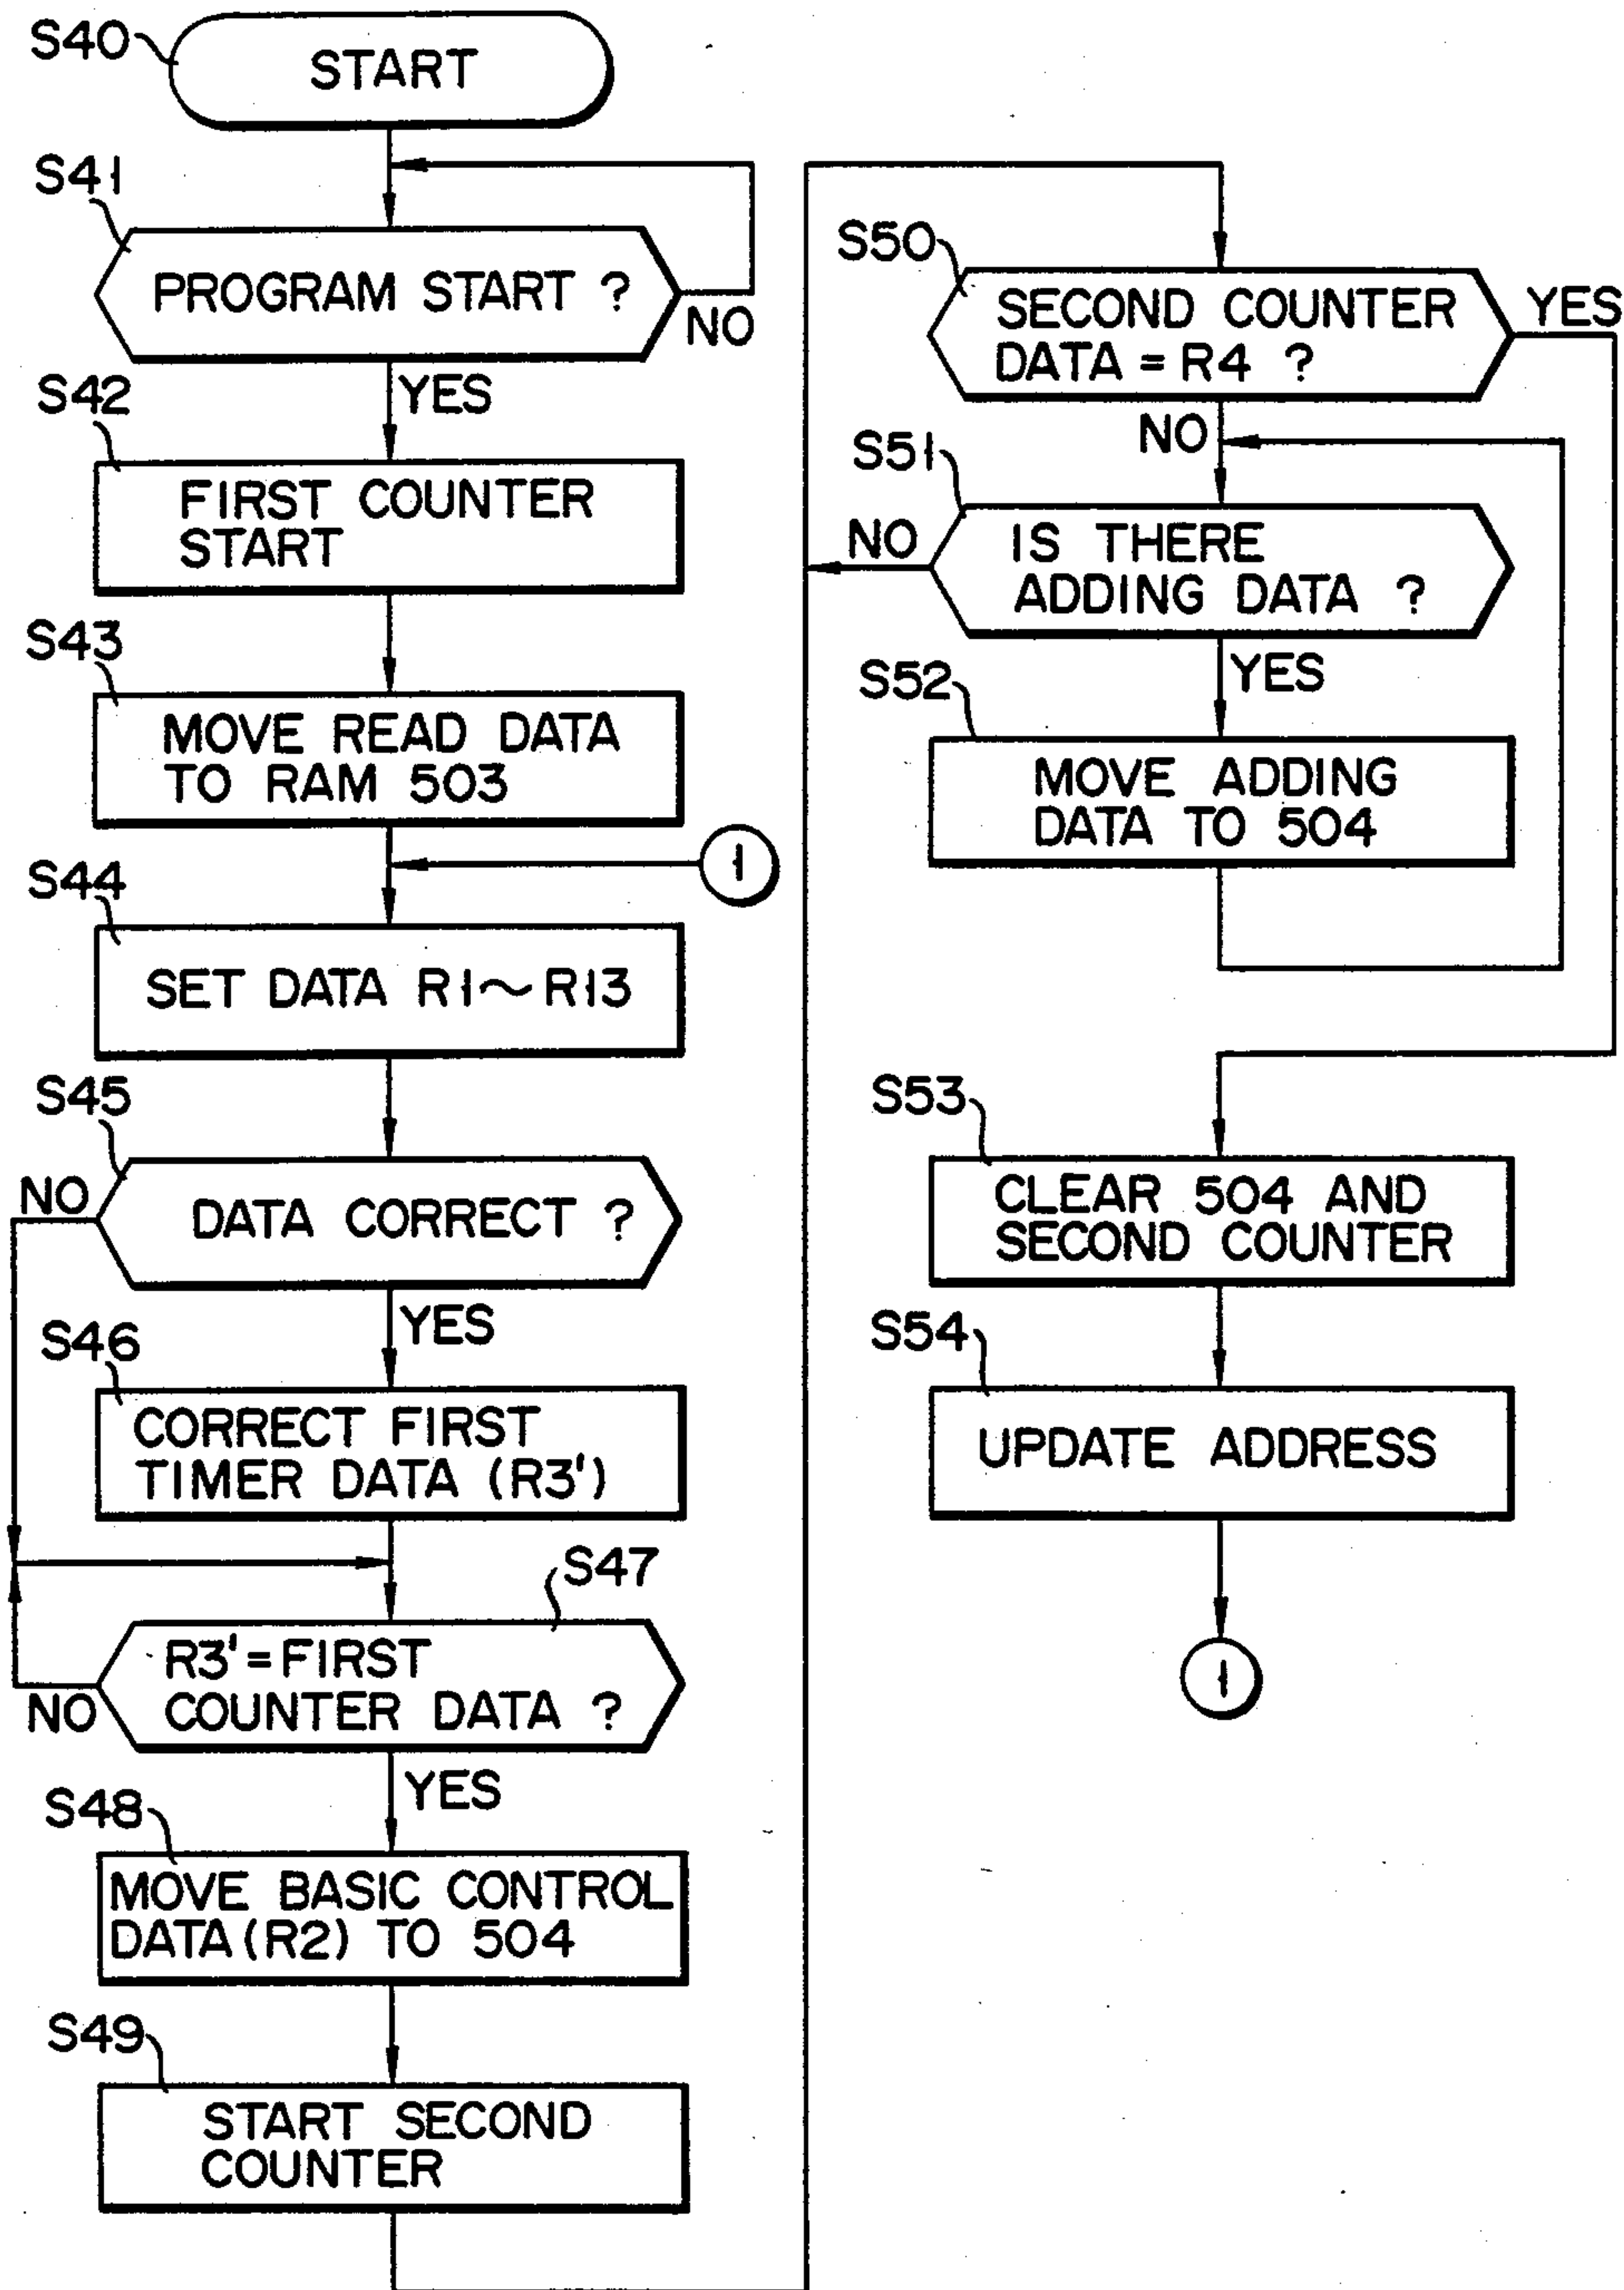 S40
START
S41
PROGRAM START ?
NO
YES
S42
FIRST COUNTER
START
S43
MOVE READ DATA
TO RAM 503
1
S44
SET DATA R1~R13
S45
NO
DATA CORRECT ?
YES
S46
CORRECT FIRST
TIMER DATA (R3')
S47
R3'=FIRST
COUNTER DATA ?
NO
YES
S48
MOVE BASIC CONTROL
DATA (R2) TO 504
S49
START SECOND
COUNTER
S50
SECOND COUNTER
DATA = R4 ?
YES
NO
S51
NO
IS THERE
ADDING DATA ?
YES
S52
MOVE ADDING
DATA TO 504
S53
CLEAR 504 AND
SECOND COUNTER
S54
UPDATE ADDRESS
1